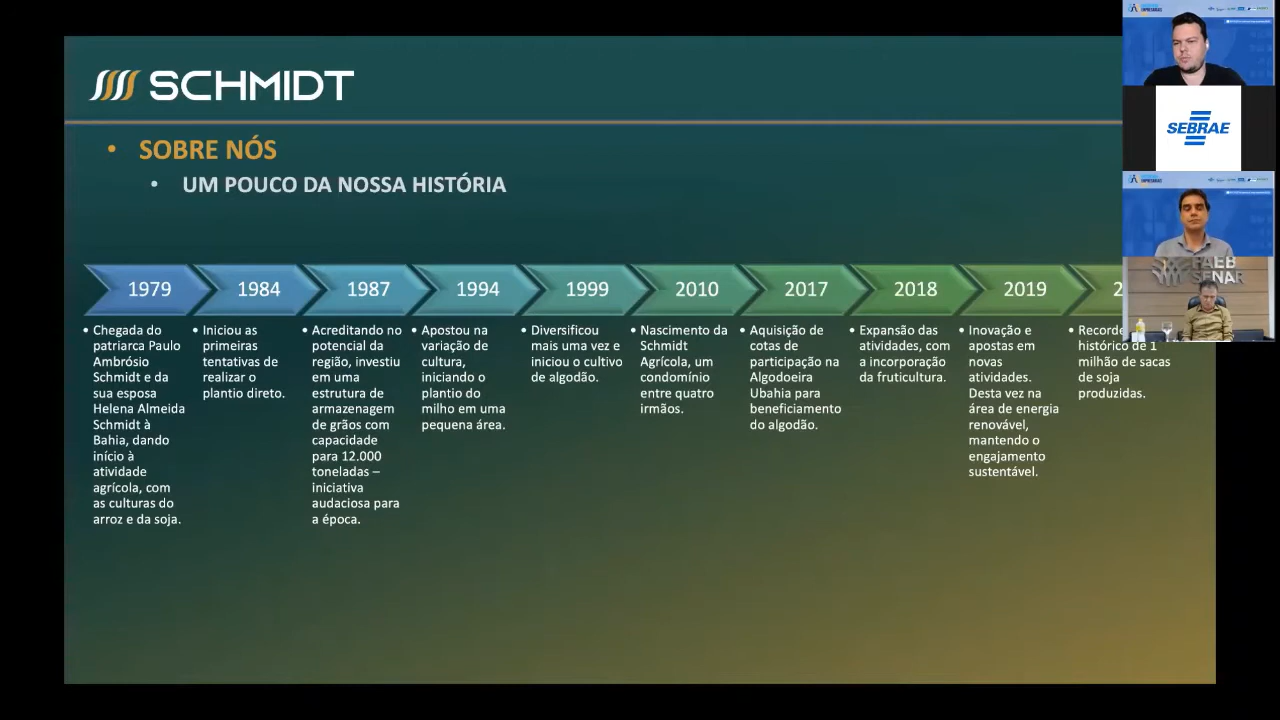 SCHMIDT
• SOBRE NÓS
• UM POUCO DA NOSSA HISTÓRIA
1979
• Chegada do
patriarca Paulo
Ambrósio
Schmidt e da
sua esposa
Helena Almeida
Schmidt à
Bahia, dando
início à
atividade
agrícola, com
as culturas do
arroz e da soja.
1984
• Iniciou as
primeiras
tentativas de
realizar o
plantio direto.
1987
• Acreditando no
potencial da
região, investiu
em uma
estrutura de
armazenagem
de grãos com
capacidade
para 12.000
toneladas –
iniciativa
audaciosa para
a época.
1994
• Apostou na
variação de
cultura,
iniciando o
plantio do
milho em uma
pequena área.
1999
• Diversificou
mais uma vez e
iniciou o cultivo
de algodão.
2010
• Nascimento da
Schmidt
Agrícola, um
condomínio
entre quatro
irmãos.
2017
• Aquisição de
cotas de
participação na
Algodoeira
Ubahia para
beneficiamento
do algodão.
2018
• Expansão das
atividades, com
a incorporação
da fruticultura.
2019
• Inovação e
apostas em
novas
atividades.
Desta vez na
área de energia
renovável,
mantendo o
engajamento
sustentável.
2
• Recorde
histórico de 1
milhão de sacas
de soja
produzidas.
SEBRAE
FAEB
SENAR